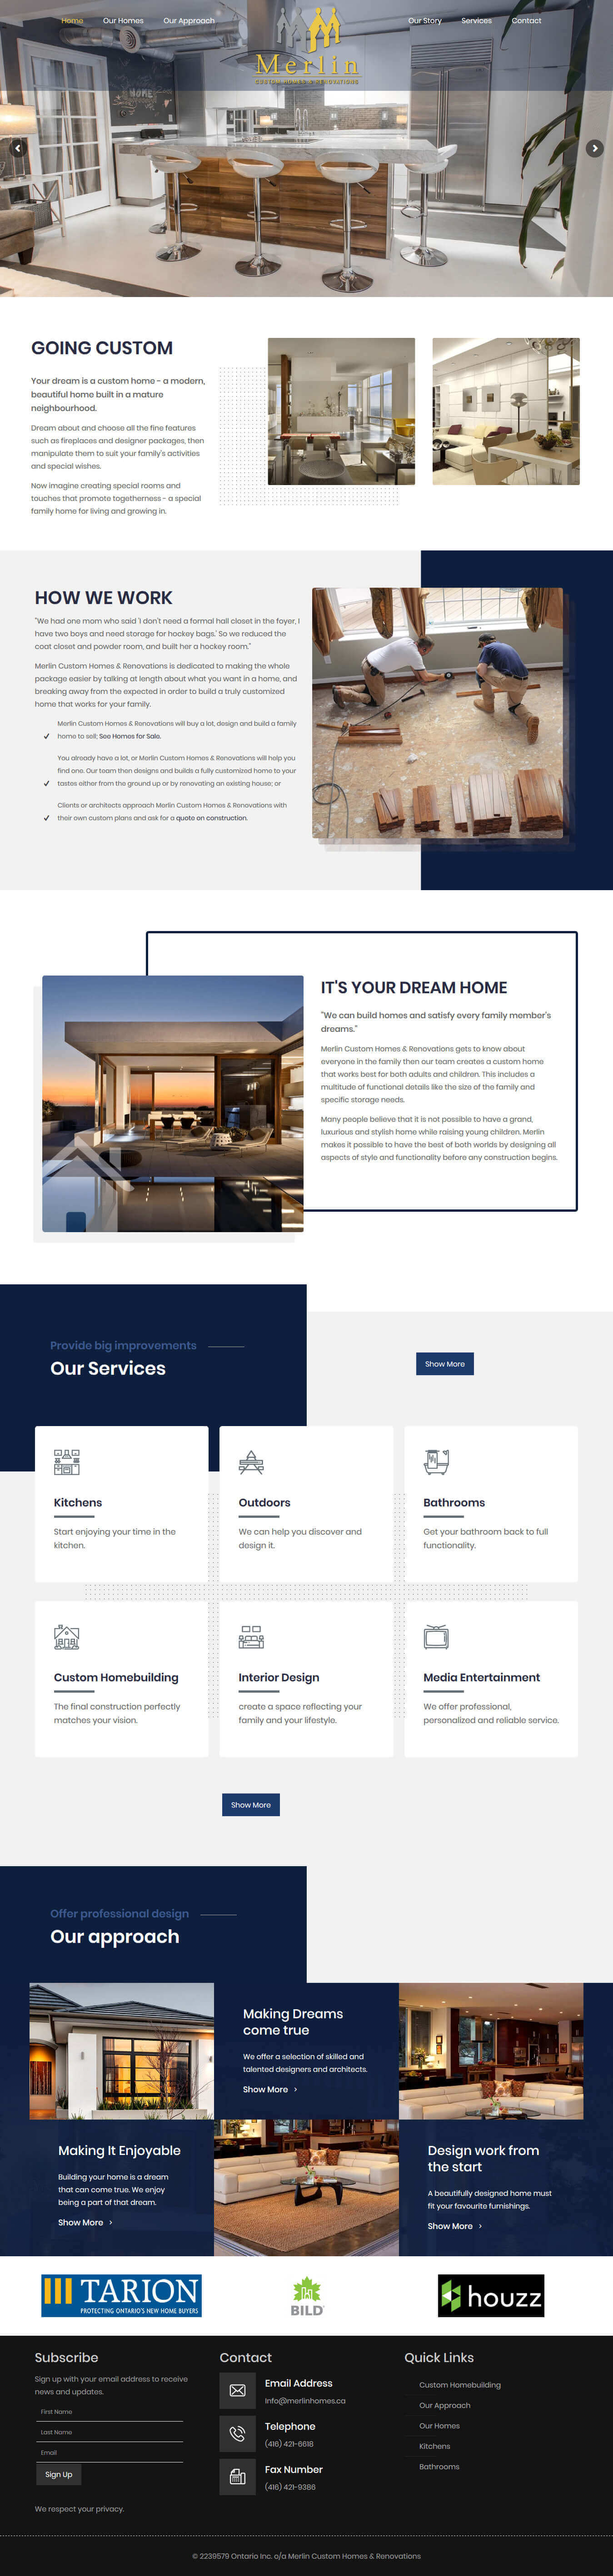 Home
Our Homes
Our Approach
Our Story
Services
Contact
Merlin
CUSTOM HOMES & RENOVATIONS
HOME
GOING CUSTOM
Your dream is a custom home - a modern,
beautiful home built in a mature
neighbourhood.
Dream about and choose all the fine features
such as fireplaces and designer packages, then
manipulate them to suit your family's activities
and special wishes.
Now imagine creating special rooms and
touches that promote togetherness - a special
family home for living and growing in.
HOW WE WORK
"We had one mom who said 'I don't need a formal hall closet in the foyer, I
have two boys and need storage for hockey bags.' So we reduced the
coat closet and powder room, and built her a hockey room."
Merlin Custom Homes & Renovations is dedicated to making the whole
package easier by talking at length about what you want in a home, and
breaking away from the expected in order to build a truly customized
home that works for your family.
Merlin Custom Homes & Renovations will buy a lot, design and build a family
home to sell; See Homes for Sale.
You already have a lot, or Merlin Custom Homes & Renovations will help you
find one. Our team then designs and builds a fully customized home to your
tastes either from the ground up or by renovating an existing house; or
Clients or architects approach Merlin Custom Homes & Renovations with
their own custom plans and ask for a quote on construction.
IT'S YOUR DREAM HOME
"We can build homes and satisfy every family member's
dreams."
Merlin Custom Homes & Renovations gets to know about
everyone in the family then our team creates a custom home
that works best for both adults and children. This includes a
multitude of functional details like the size of the family and
specific storage needs.
Many people believe that it is not possible to have a grand,
luxurious and stylish home while raising young children. Merlin
makes it possible to have the best of both worlds by designing all
aspects of style and functionality before any construction begins.
Provide big improvements
Our Services
Show More
Kitchens
Start enjoying your time in the
kitchen.
Outdoors
We can help you discover and
design it.
Bathrooms
Get your bathroom back to full
functionality.
Custom Homebuilding
The final construction perfectly
matches your vision.
Interior Design
create a space reflecting your
family and your lifestyle.
Media Entertainment
We offer professional,
personalized and reliable service.
Show More
Offer professional design
Our approach
Making Dreams
come true
We offer a selection of skilled and
talented designers and architects.
Show More >
Making It Enjoyable
Building your home is a dream
that can come true. We enjoy
being a part of that dream.
Show More >
Design work from
the start
A beautifully designed home must
fit your favourite furnishings.
Show More >
TARION
PROTECTING ONTARIO'S NEW HOME BUYERS
BILD
houzz
Subscribe
Sign up with your email address to receive
news and updates.
First Name
Last Name
Email
Sign Up
We respect your privacy.
Contact
Email Address
info@merlinhomes.ca
Telephone
(416) 421-6618
Fax Number
(416) 421-9386
Quick Links
Custom Homebuilding
Our Approach
Our Homes
Kitchens
Bathrooms
© 2239579 Ontario Inc. o/a Merlin Custom Homes & Renovations